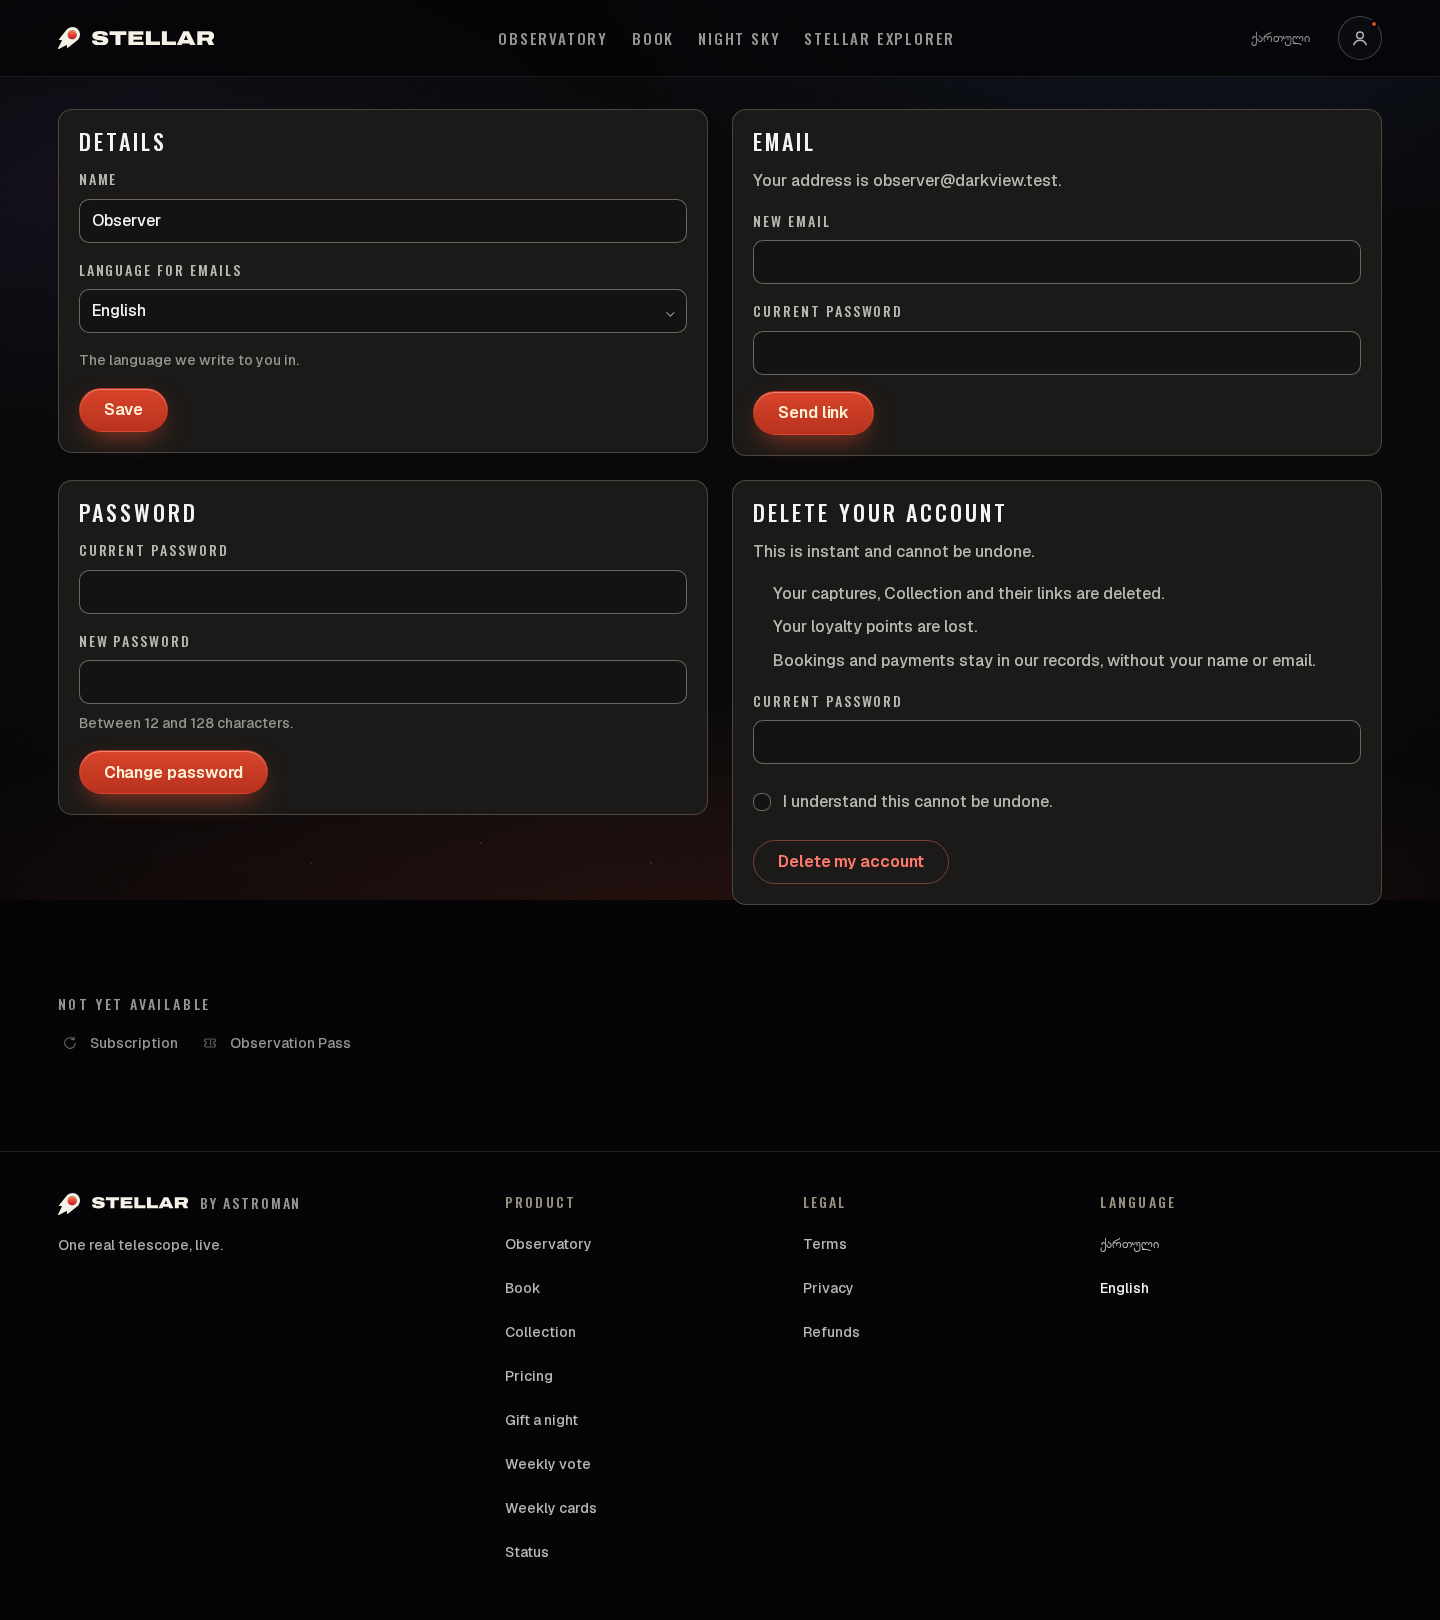 STELLAR
OBSERVATORY BOOK NIGHT SKY STELLAR EXPLORER
ქართული
DETAILS
NAME
Observer
LANGUAGE FOR EMAILS
English
The language we write to you in.
Save
EMAIL
Your address is observer@darkview.test.
NEW EMAIL
CURRENT PASSWORD
Send link
PASSWORD
CURRENT PASSWORD
NEW PASSWORD
Between 12 and 128 characters.
Change password
DELETE YOUR ACCOUNT
This is instant and cannot be undone.
Your captures, Collection and their links are deleted.
Your loyalty points are lost.
Bookings and payments stay in our records, without your name or email.
CURRENT PASSWORD
I understand this cannot be undone.
Delete my account
NOT YET AVAILABLE
Subscription Observation Pass
STELLAR BY ASTROMAN
One real telescope, live.
PRODUCT
Observatory
Book
Collection
Pricing
Gift a night
Weekly vote
Weekly cards
Status
LEGAL
Terms
Privacy
Refunds
LANGUAGE
ქართული
English